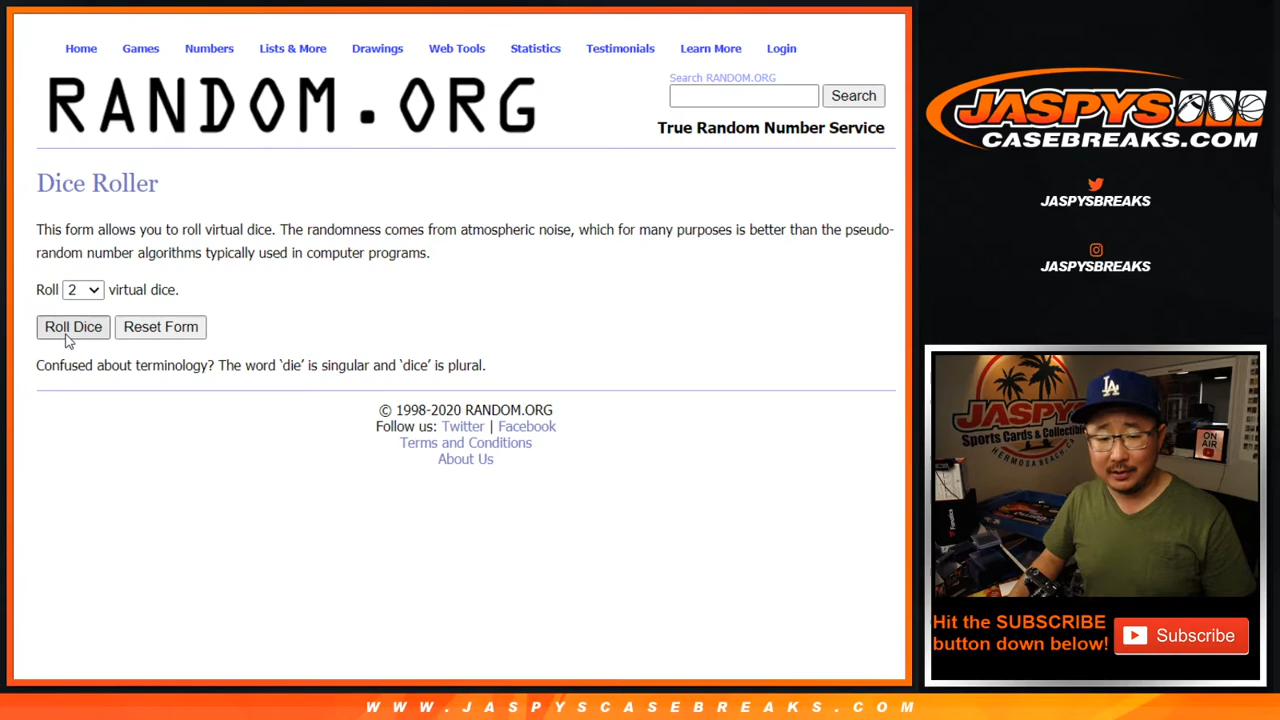 Home Games Numbers Lists & More Drawings Web Tools Statistics Testimonials Learn More Login
RANDOM.ORG
Search RANDOM.ORG
Search
True Random Number Service
Dice Roller
This form allows you to roll virtual dice. The randomness comes from atmospheric noise, which for many purposes is better than the pseudo-
random number algorithms typically used in computer programs.
Roll 2 virtual dice.
Roll Dice Reset Form
Confused about terminology? The word ‘die’ is singular and ‘dice’ is plural.
© 1998-2020 RANDOM.ORG
Follow us: Twitter | Facebook
Terms and Conditions
About Us
JASPYS
CASEBREAKS.COM
JASPYSBREAKS
JASPYSBREAKS
JASPYS
Sports Cards & Collectibles
HERMOSA BEACH, CA
ON
AIR
LA
Fanatics
Hit the SUBSCRIBE
button down below!
Subscribe
WWW.JASPYSCASEBREAKS.COM